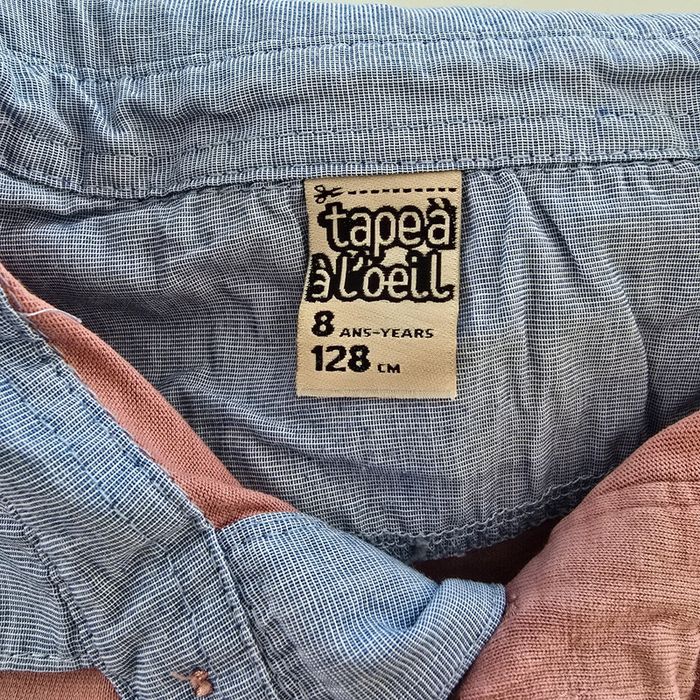 tapeà
à l'oeil
8 ANS-YEARS
128 CM